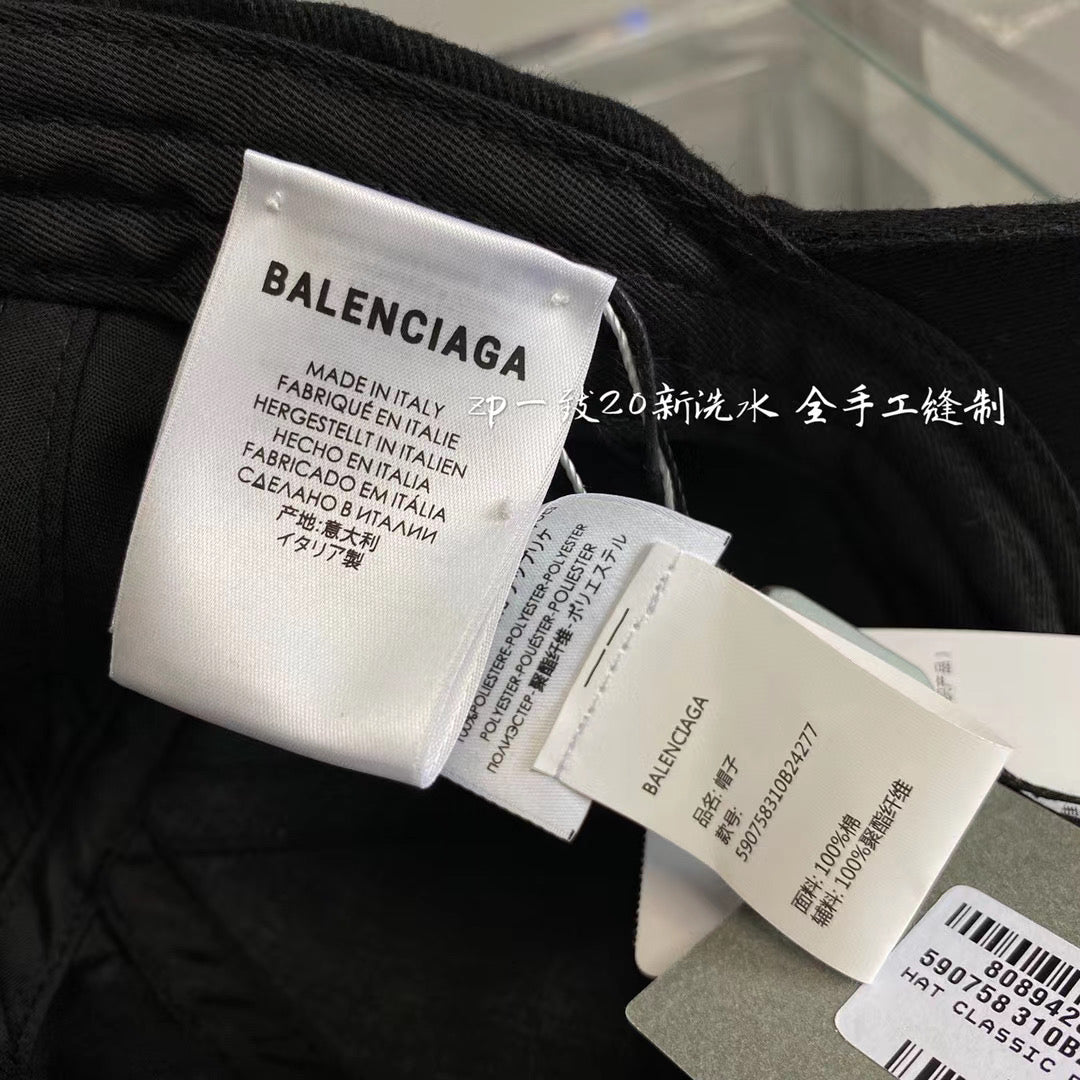 BALENCIAGA
MADE IN ITALY
FABRIQUÉ EN ITALIE
HERGESTELLT IN ITALIEN
HECHO EN ITALIA
FABRICADO EM ITÁLIA
СДЕЛАНО В ИТАЛИИ
产地:意大利
イタリア製
zp一致20新洗水 全手工缝制
100%POLIESTERE-POLYESTER-POLYESTER
POLYESTER-POLIÉSTER-POLIESTER
ПОЛИЭСТЕР-聚酯纤维-ポリエステル
BALENCIAGA
品名: 帽子
款号:
590758310B24277
面料: 100%棉
辅料: 100%聚酯纤维
8089428
590758 310B
HAT CLASSIC